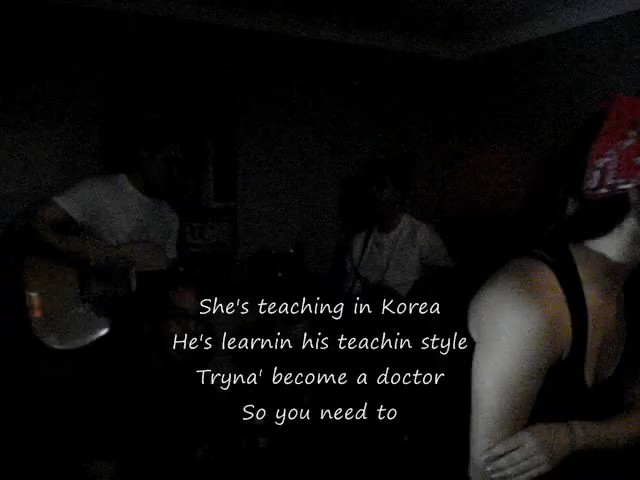 She's teaching in Korea
He's learnin his teachin style
Tryna' become a doctor
So you need to